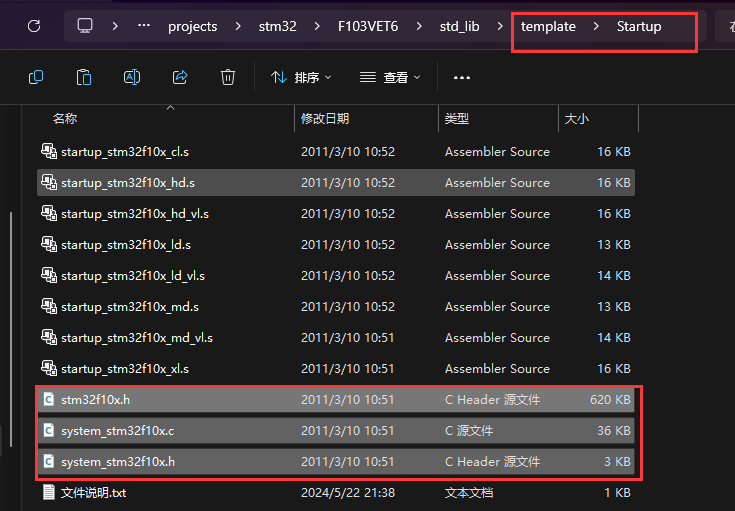 … projects stm32 F103VET6 std_lib template Startup 在
排序 查看
名称 修改日期 类型 大小
startup_stm32f10x_cl.s 2011/3/10 10:52 Assembler Source 16 KB
startup_stm32f10x_hd.s 2011/3/10 10:52 Assembler Source 16 KB
startup_stm32f10x_hd_vl.s 2011/3/10 10:52 Assembler Source 16 KB
startup_stm32f10x_ld.s 2011/3/10 10:52 Assembler Source 13 KB
startup_stm32f10x_ld_vl.s 2011/3/10 10:52 Assembler Source 14 KB
startup_stm32f10x_md.s 2011/3/10 10:52 Assembler Source 13 KB
startup_stm32f10x_md_vl.s 2011/3/10 10:51 Assembler Source 14 KB
startup_stm32f10x_xl.s 2011/3/10 10:51 Assembler Source 16 KB
stm32f10x.h 2011/3/10 10:51 C Header 源文件 620 KB
system_stm32f10x.c 2011/3/10 10:51 C 源文件 36 KB
system_stm32f10x.h 2011/3/10 10:51 C Header 源文件 3 KB
文件说明.txt 2024/5/22 21:38 文本文档 1 KB